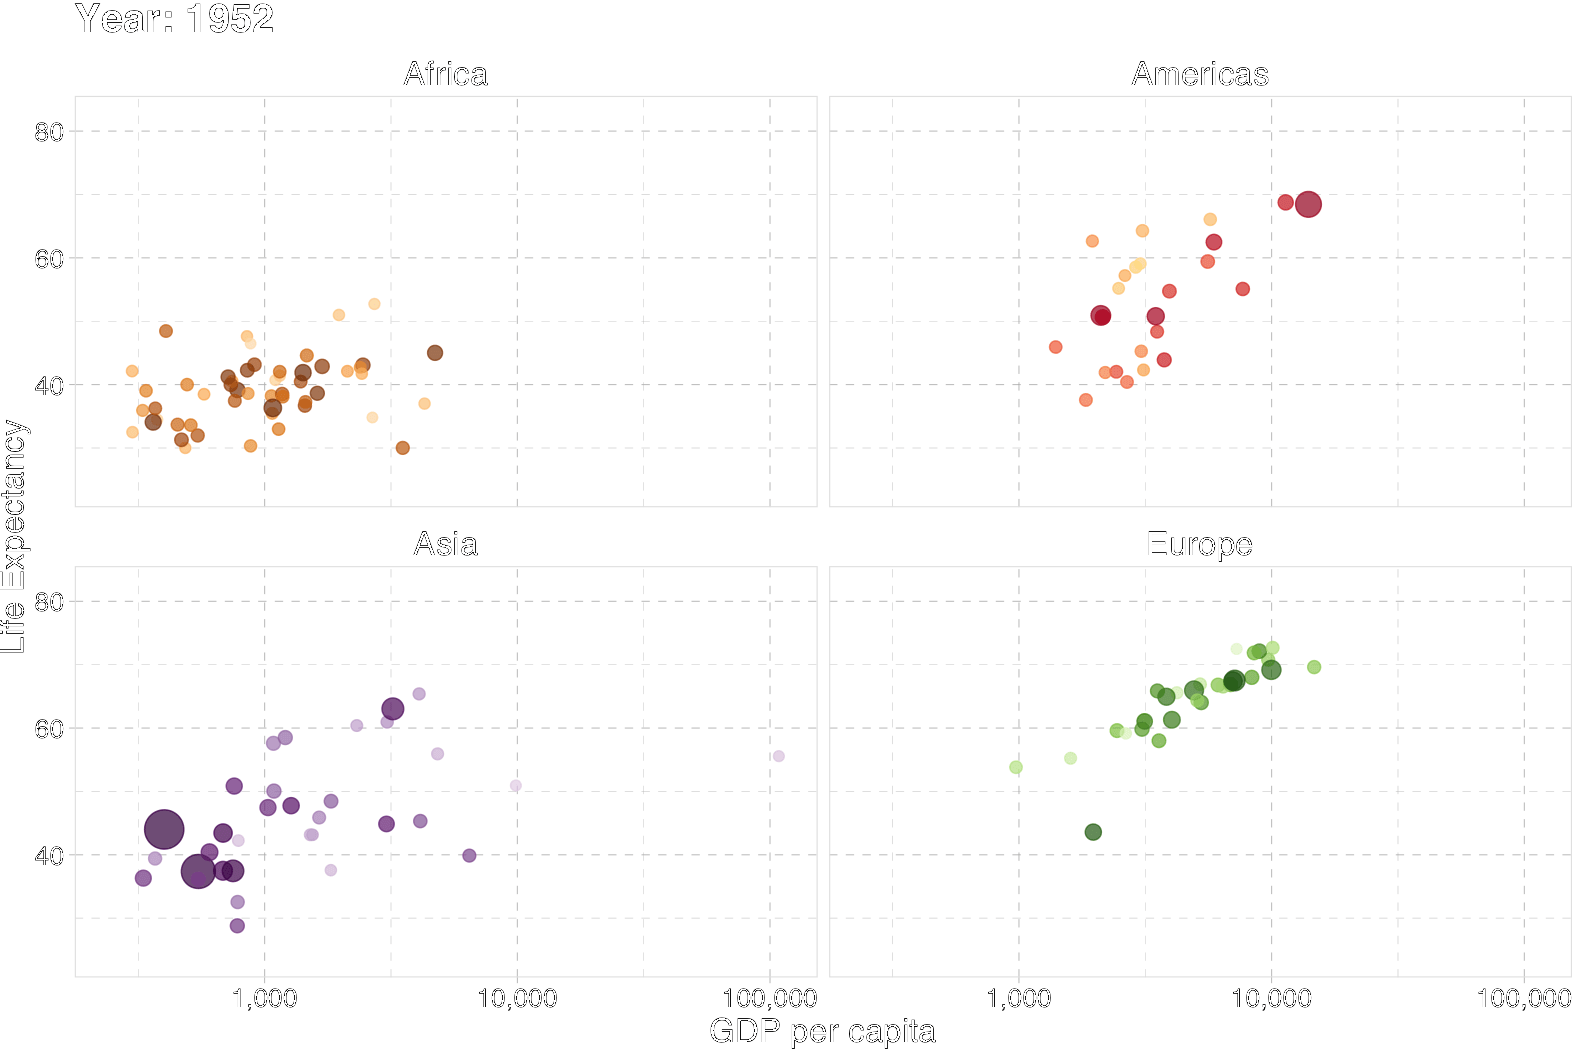 Year: 1952
Africa
Americas
80
60
40
Life Expectancy
Asia
Europe
80
60
40
1,000 10,000 100,000 1,000 10,000 100,000
GDP per capita